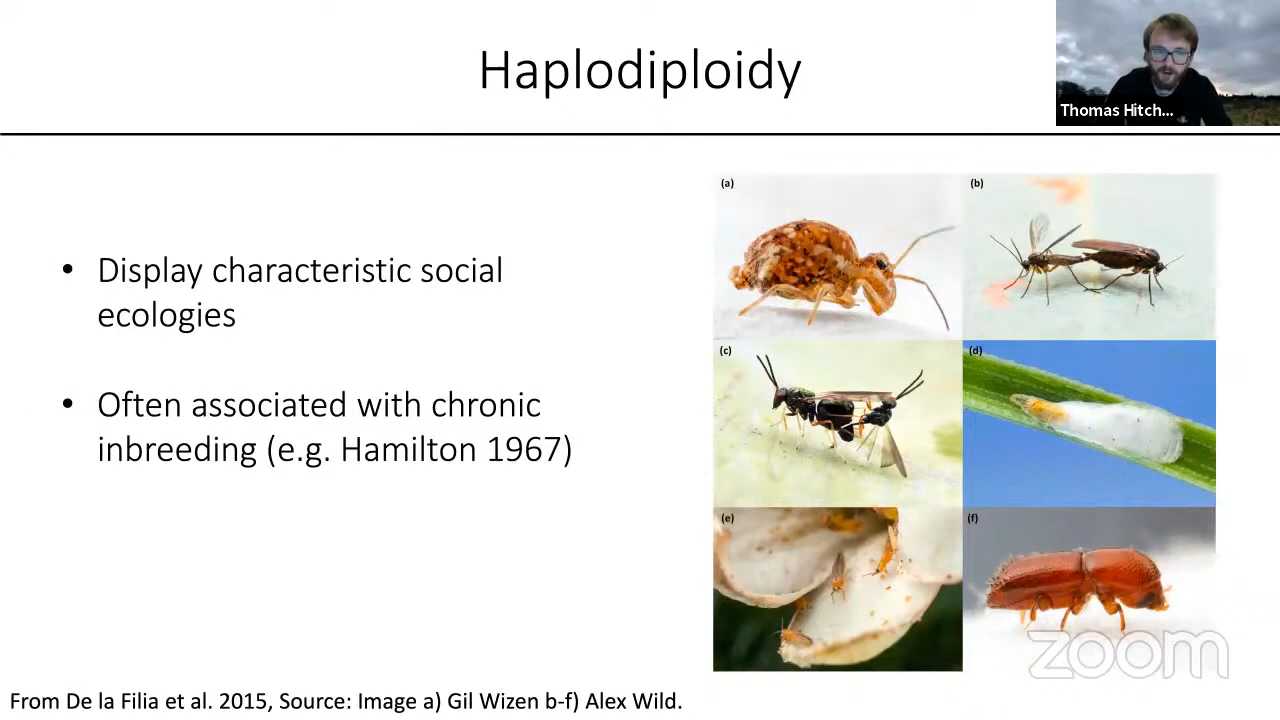 Haplodiploidy
Thomas Hitch...
• Display characteristic social
ecologies
• Often associated with chronic
inbreeding (e.g. Hamilton 1967)
(a)
(b)
(c)
(d)
(e)
(f)
zoom
From De la Filia et al. 2015, Source: Image a) Gil Wizen b-f) Alex Wild.